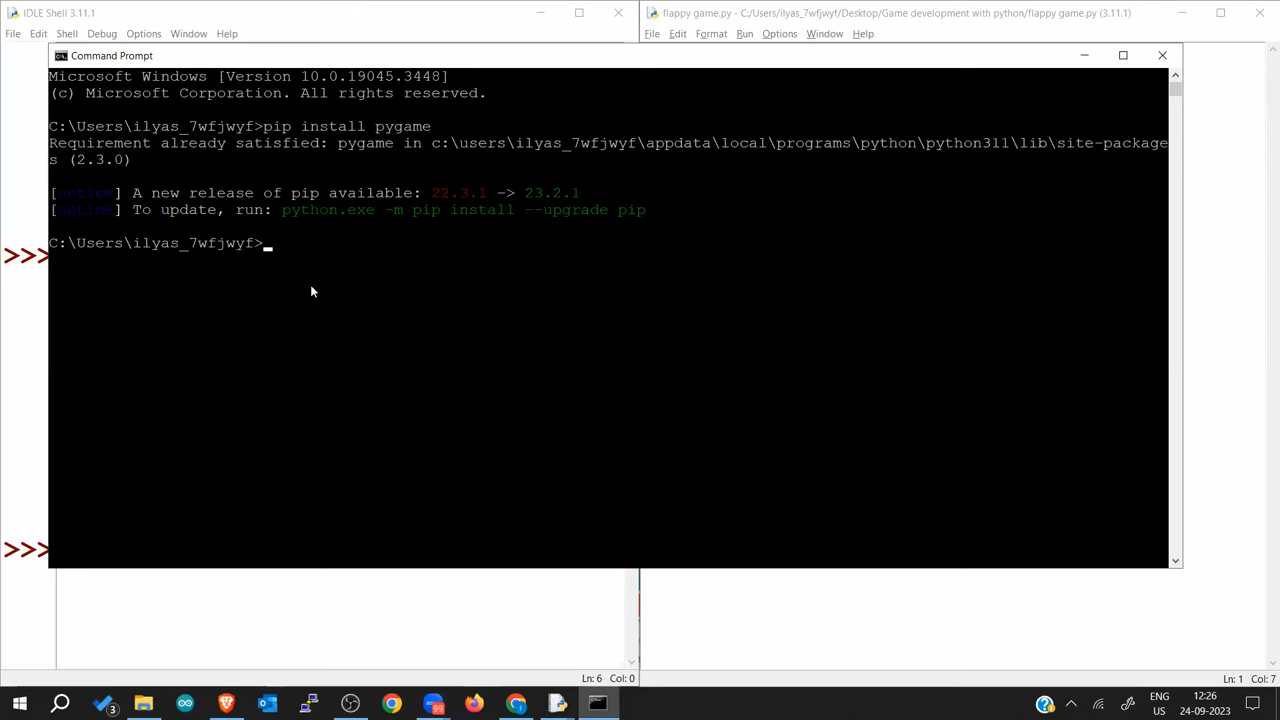 IDLE Shell 3.11.1
File Edit Shell Debug Options Window Help
flappy game.py - C:/Users/ilyas_7wfjwyf/Desktop/Game development with python/flappy game.py (3.11.1)
File Edit Format Run Options Window Help
Command Prompt
Microsoft Windows [Version 10.0.19045.3448]
(c) Microsoft Corporation. All rights reserved.
C:\Users\ilyas_7wfjwyf>pip install pygame
Requirement already satisfied: pygame in c:\users\ilyas_7wfjwyf\appdata\local\programs\python\python311\lib\site-package
s (2.3.0)
[notice] A new release of pip available: 22.3.1 -> 23.2.1
[notice] To update, run: python.exe -m pip install --upgrade pip
C:\Users\ilyas_7wfjwyf>
>>>
>>>
Ln: 6 Col: 0
Ln: 1 Col: 7
3
99
1
ENG
US
12:26
24-09-2023